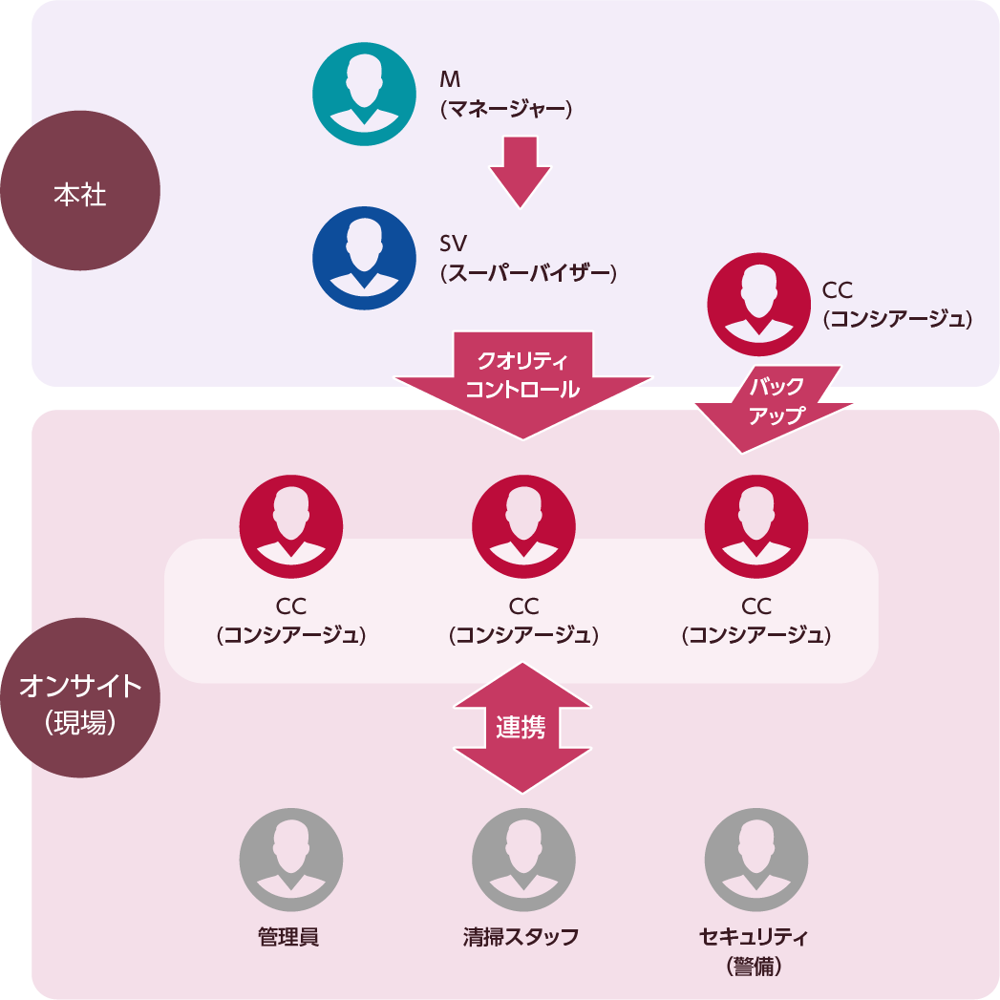 本社
M
(マネージャー)
SV
(スーパーバイザー)
CC
(コンシアージュ)
クオリティ
コントロール
バック
アップ
オンサイト
(現場)
CC
(コンシアージュ)
CC
(コンシアージュ)
CC
(コンシアージュ)
連携
管理員
清掃スタッフ
セキュリティ
(警備)